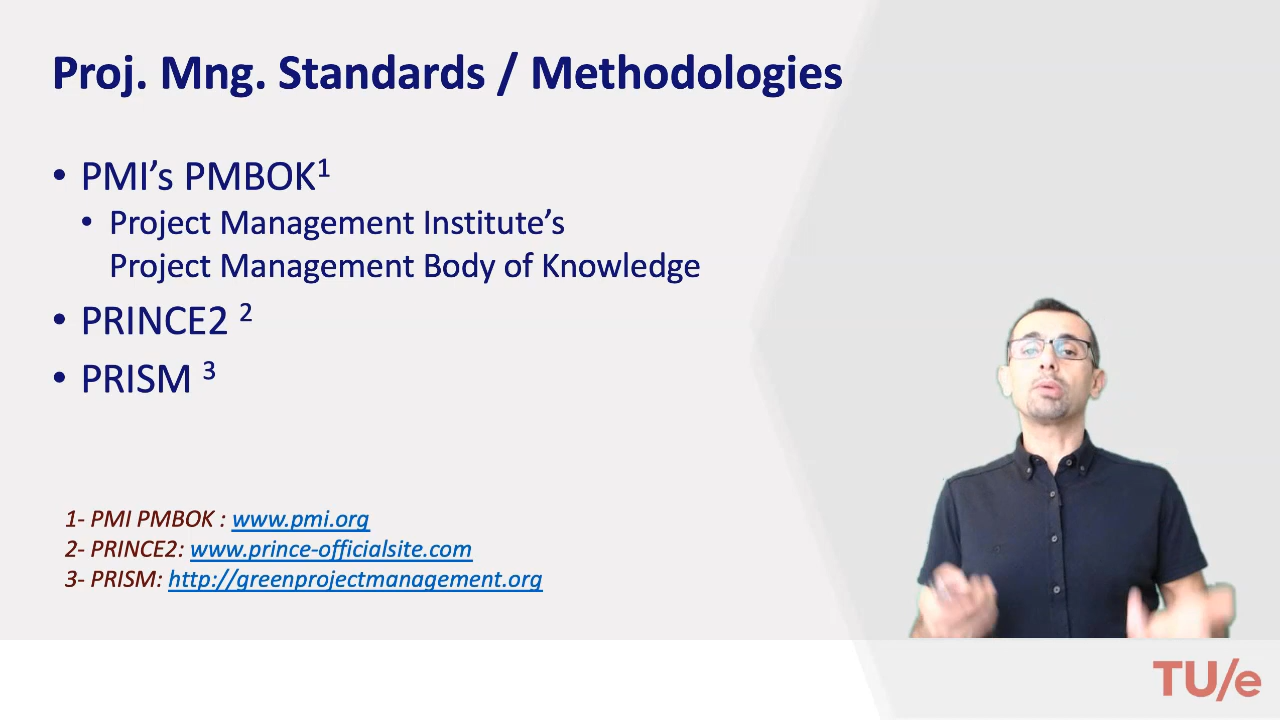 Proj. Mng. Standards / Methodologies
• PMI’s PMBOK¹
• Project Management Institute’s
Project Management Body of Knowledge
• PRINCE2 ²
• PRISM ³
1- PMI PMBOK : www.pmi.org
2- PRINCE2: www.prince-officialsite.com
3- PRISM: http://greenprojectmanagement.org
TU/e